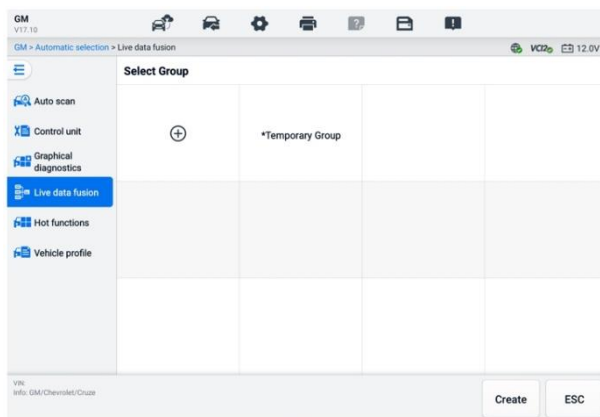 GM
V17.10
GM > Automatic selection > Live data fusion
VCI2
12.0V
Select Group
Auto scan
Control unit
Graphical
diagnostics
Live data fusion
Hot functions
Vehicle profile
*Temporary Group
VIN:
Info: GM/Chevrolet/Cruze
Create
ESC